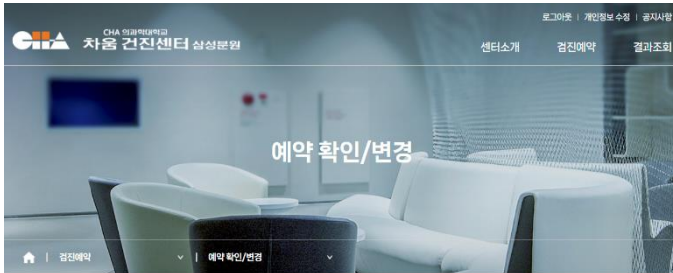 로그아웃 | 개인정보 수정 | 공지사항
CHA 의과학대학교
CHA 차움 건진센터 삼성분원
센터소개 검진예약 결과조회
예약 확인/변경
검진예약 | 예약 확인/변경